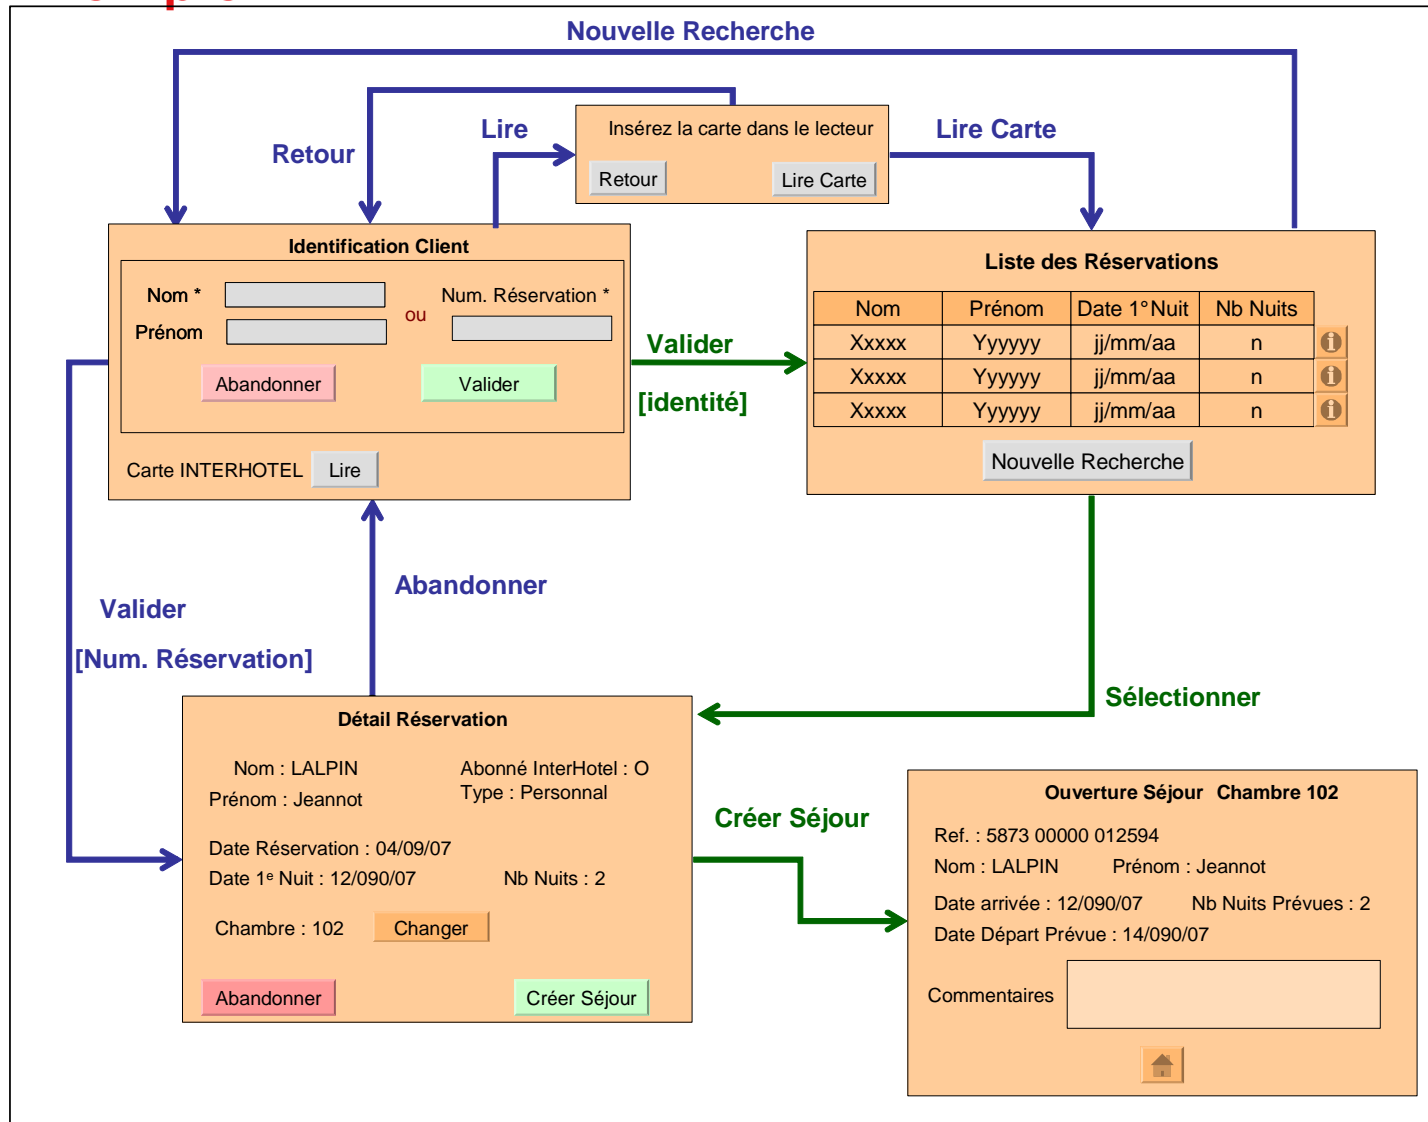 Nouvelle Recherche
Insérez la carte dans le lecteur
Lire
Lire Carte
Retour
Retour
Lire Carte
Identification Client
Nom *
Num. Réservation *
ou
Prénom
Abandonner
Valider
Carte INTERHOTEL
Lire
Valider
[identité]
Liste des Réservations
Nom Prénom Date 1°Nuit Nb Nuits
Xxxxx Yyyyyy jj/mm/aa n
Xxxxx Yyyyyy jj/mm/aa n
Xxxxx Yyyyyy jj/mm/aa n
Nouvelle Recherche
Abandonner
Valider
[Num. Réservation]
Sélectionner
Détail Réservation
Nom : LALPIN
Abonné InterHotel : O
Prénom : Jeannot
Type : Personnal
Date Réservation : 04/09/07
Date 1e Nuit : 12/090/07
Nb Nuits : 2
Chambre : 102
Changer
Abandonner
Créer Séjour
Créer Séjour
Ouverture Séjour Chambre 102
Ref. : 5873 00000 012594
Nom : LALPIN
Prénom : Jeannot
Date arrivée : 12/090/07
Nb Nuits Prévues : 2
Date Départ Prévue : 14/090/07
Commentaires